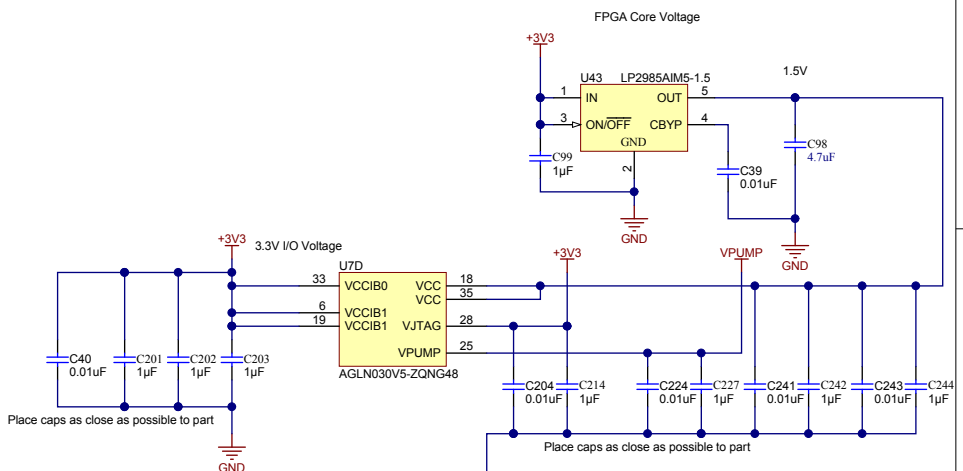 FPGA Core Voltage
+3V3
U43 LP2985AIM5-1.5
1.5V
1 IN OUT 5
3 ON/OFF CBYP 4
GND
2
C99
1µF
C39
0.01uF
C98
4.7uF
GND
GND
+3V3
3.3V I/O Voltage
+3V3
VPUMP
U7D
33 VCCIB0 VCC 18
VCC 35
6 VCCIB1
19 VCCIB1 VJTAG 28
VPUMP 25
AGLN030V5-ZQNG48
C40
0.01uF
C201
1µF
C202
1µF
C203
1µF
C204
0.01uF
C214
1µF
C224
0.01uF
C227
1µF
C241
0.01uF
C242
1µF
C243
0.01uF
C244
1µF
Place caps as close as possible to part
Place caps as close as possible to part
GND